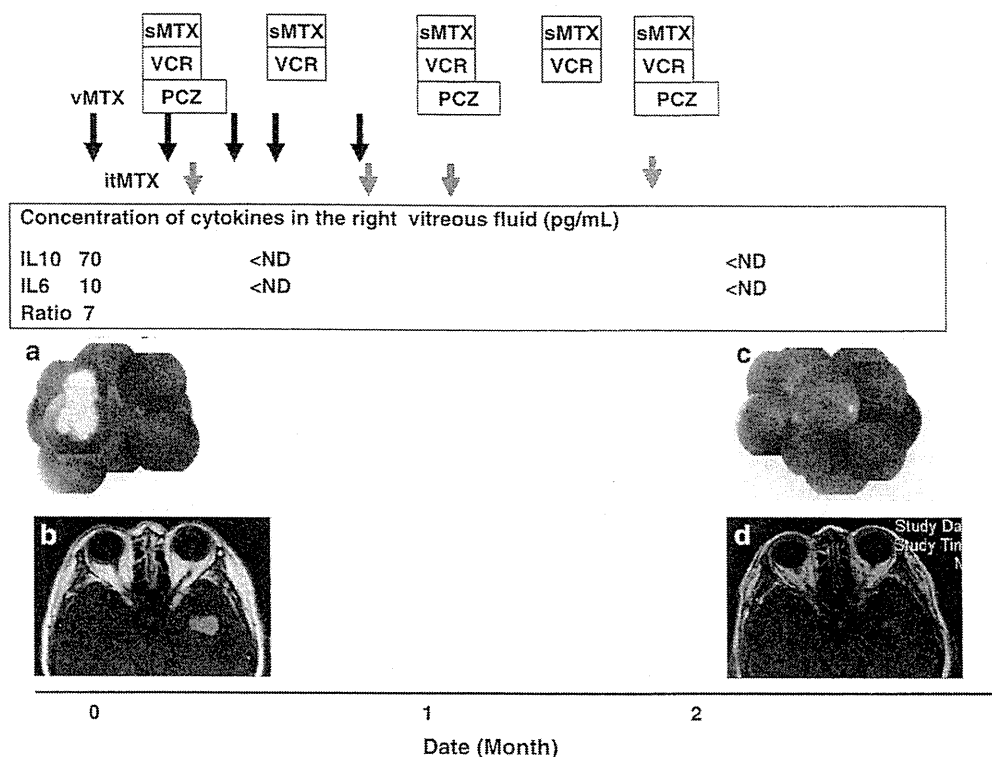 sMTX sMTX sMTX sMTX sMTX
VCR VCR VCR VCR VCR
vMTX PCZ PCZ PCZ
itMTX
Concentration of cytokines in the right vitreous fluid (pg/mL)
IL10 70 <ND <ND
IL6 10 <ND <ND
Ratio 7
a c
b d
Study Da
Study Tim
M
0 1 2
Date (Month)